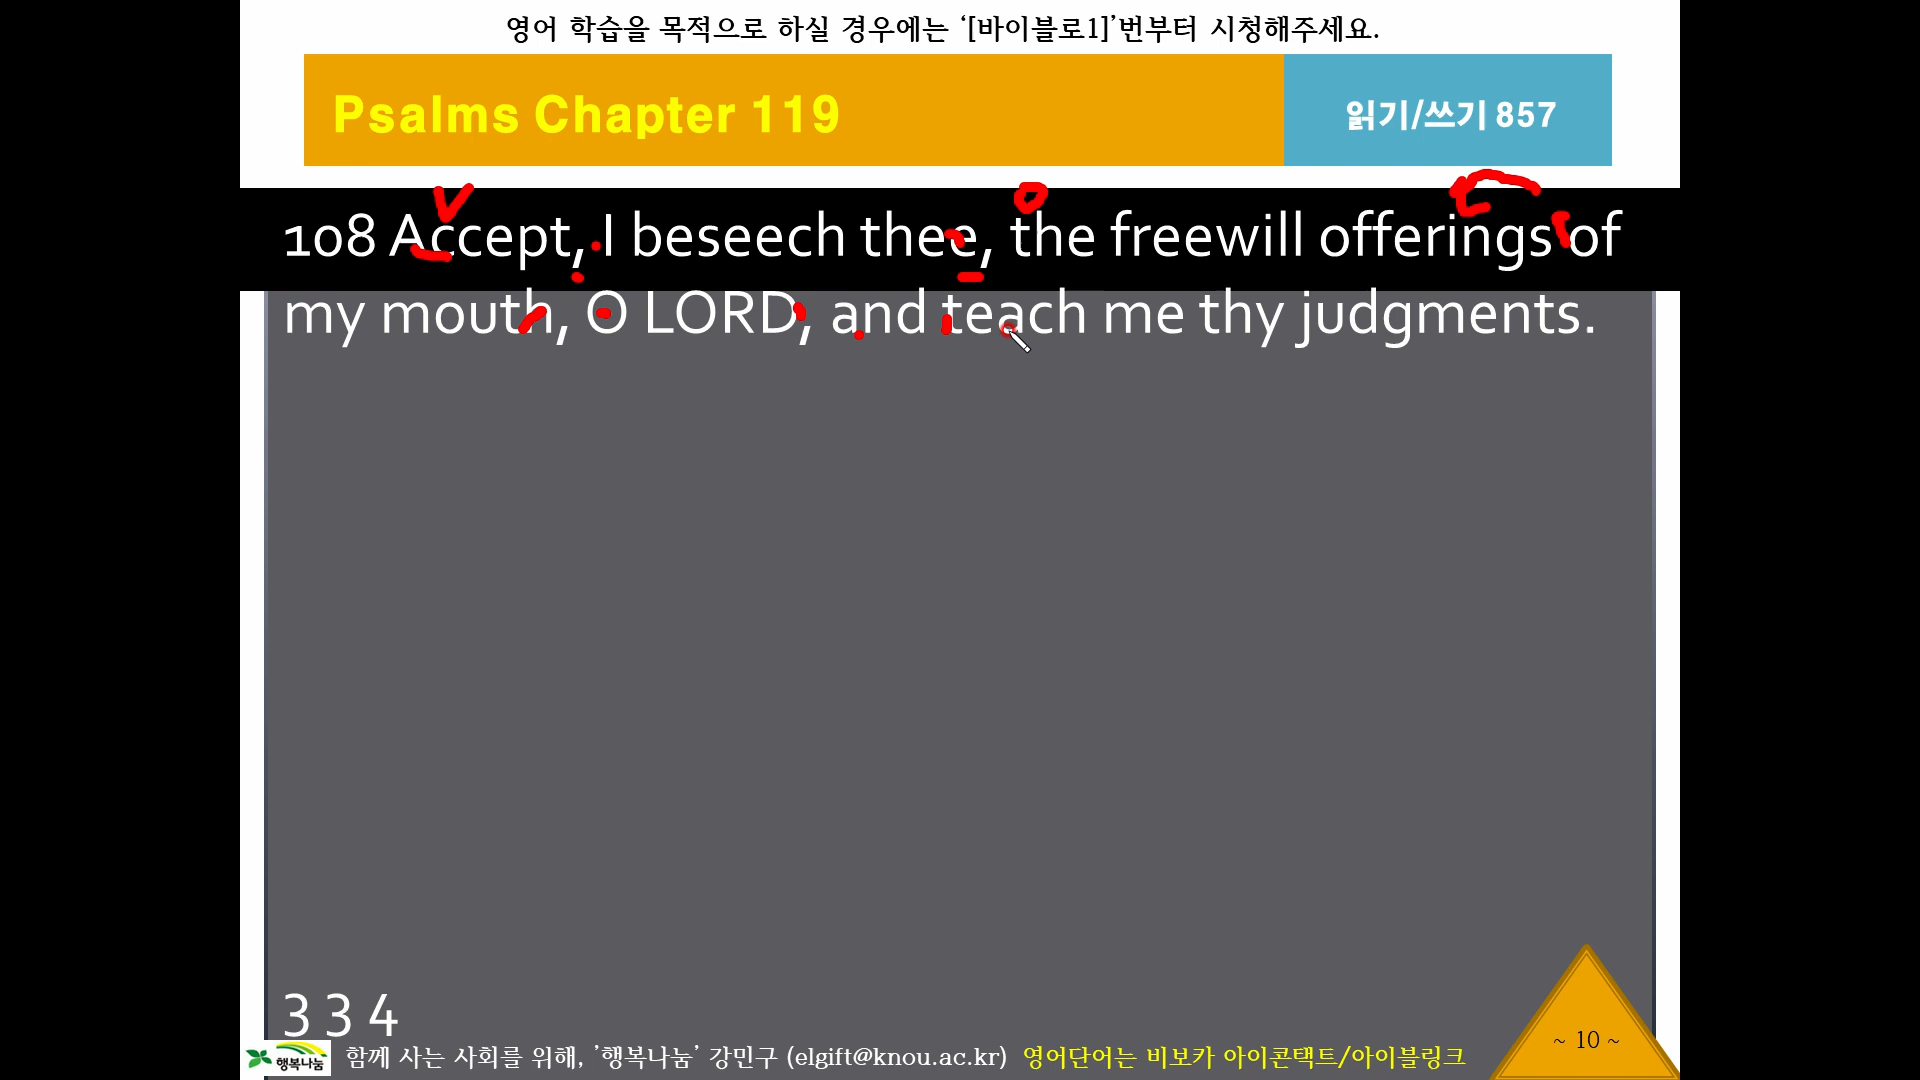 영어 학습을 목적으로 하실 경우에는 ‘[바이블로1]’번부터 시청해주세요.
Psalms Chapter 119
읽기/쓰기 857
108 Accept, I beseech thee, the freewill offerings of
my mouth, O LORD, and teach me thy judgments.
3 3 4
행복나눔
함께 사는 사회를 위해, ’행복나눔’ 강민구 (elgift@knou.ac.kr) 영어단어는 비보카 아이콘택트/아이블링크
~ 10 ~